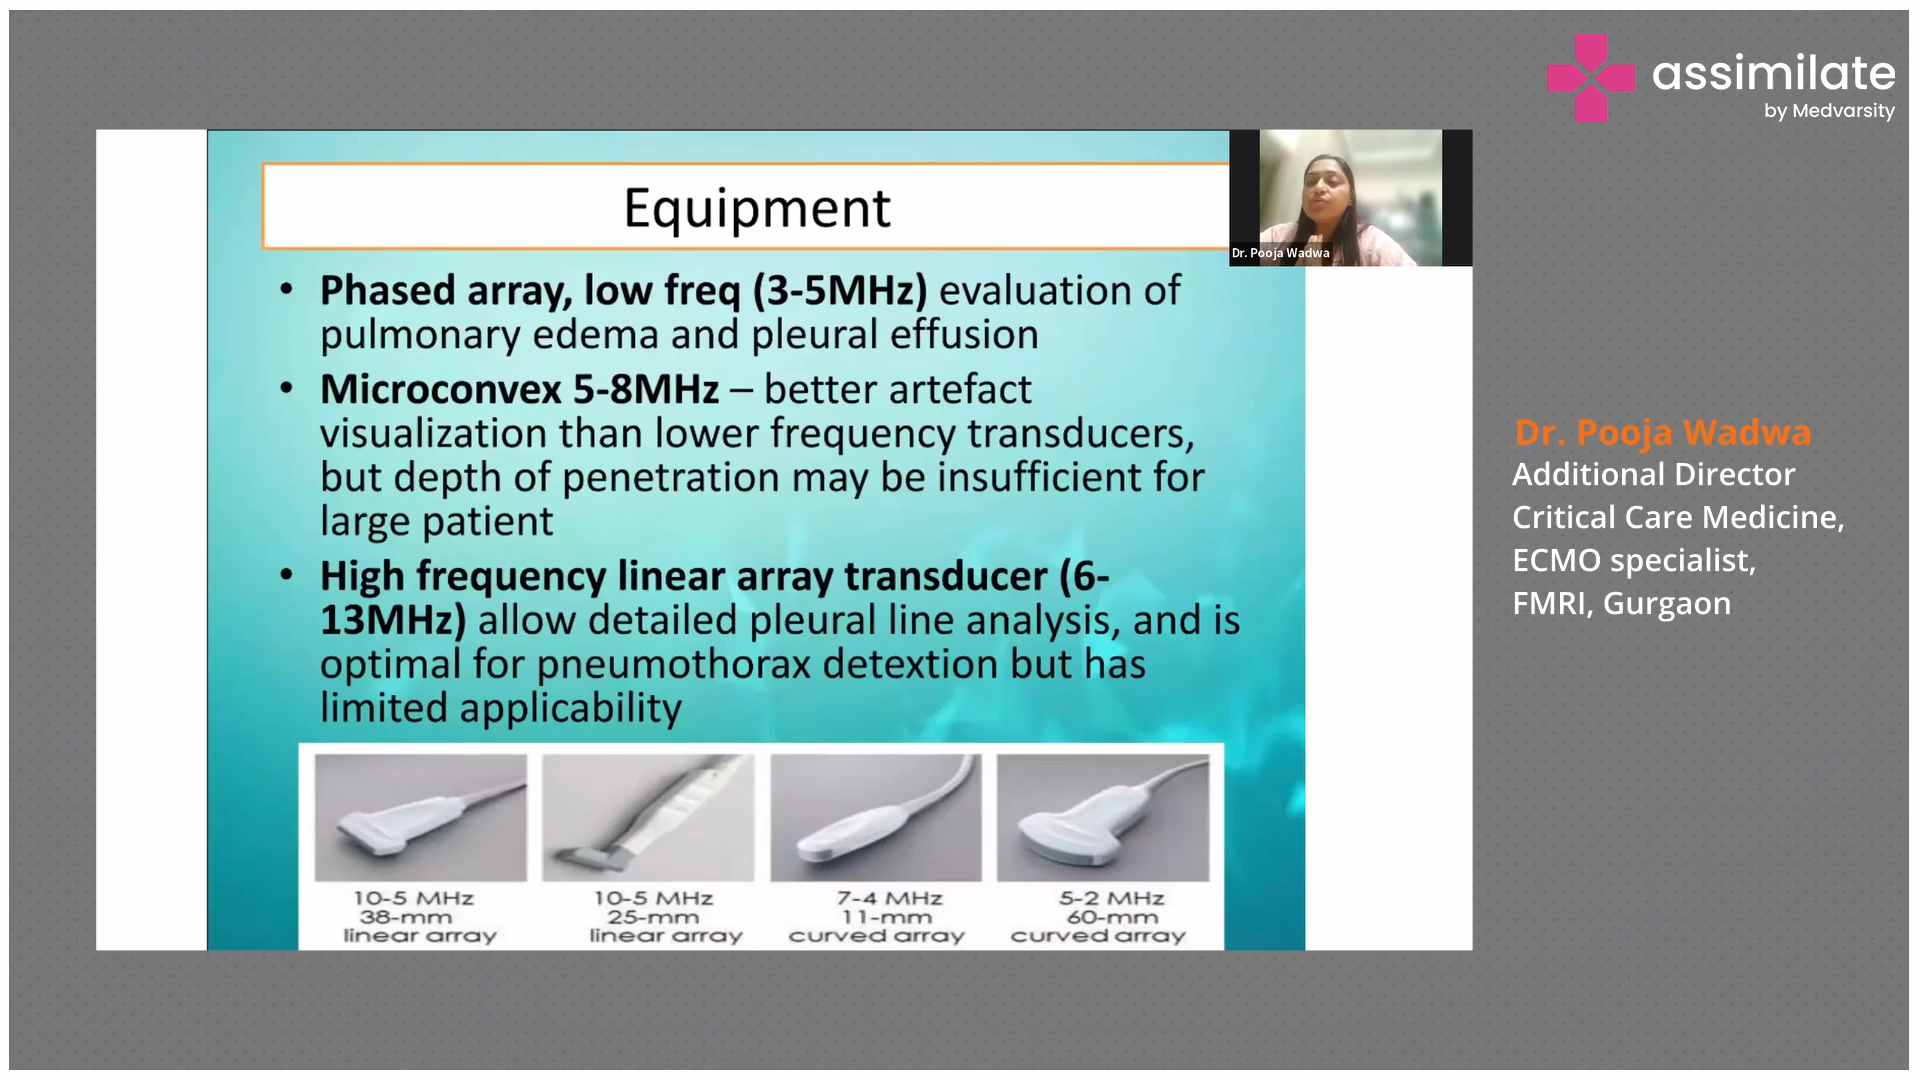 assimilate
by Medvarsity
Equipment
Dr. Pooja Wadwa
• Phased array, low freq (3-5MHz) evaluation of
pulmonary edema and pleural effusion
• Microconvex 5-8MHz – better artefact
visualization than lower frequency transducers,
but depth of penetration may be insufficient for
large patient
• High frequency linear array transducer (6-
13MHz) allow detailed pleural line analysis, and is
optimal for pneumothorax detextion but has
limited applicability
10-5 MHz
38-mm
linear array
10-5 MHz
25-mm
linear array
7-4 MHz
11-mm
curved array
5-2 MHz
60-mm
curved array
Dr. Pooja Wadwa
Additional Director
Critical Care Medicine,
ECMO specialist,
FMRI, Gurgaon